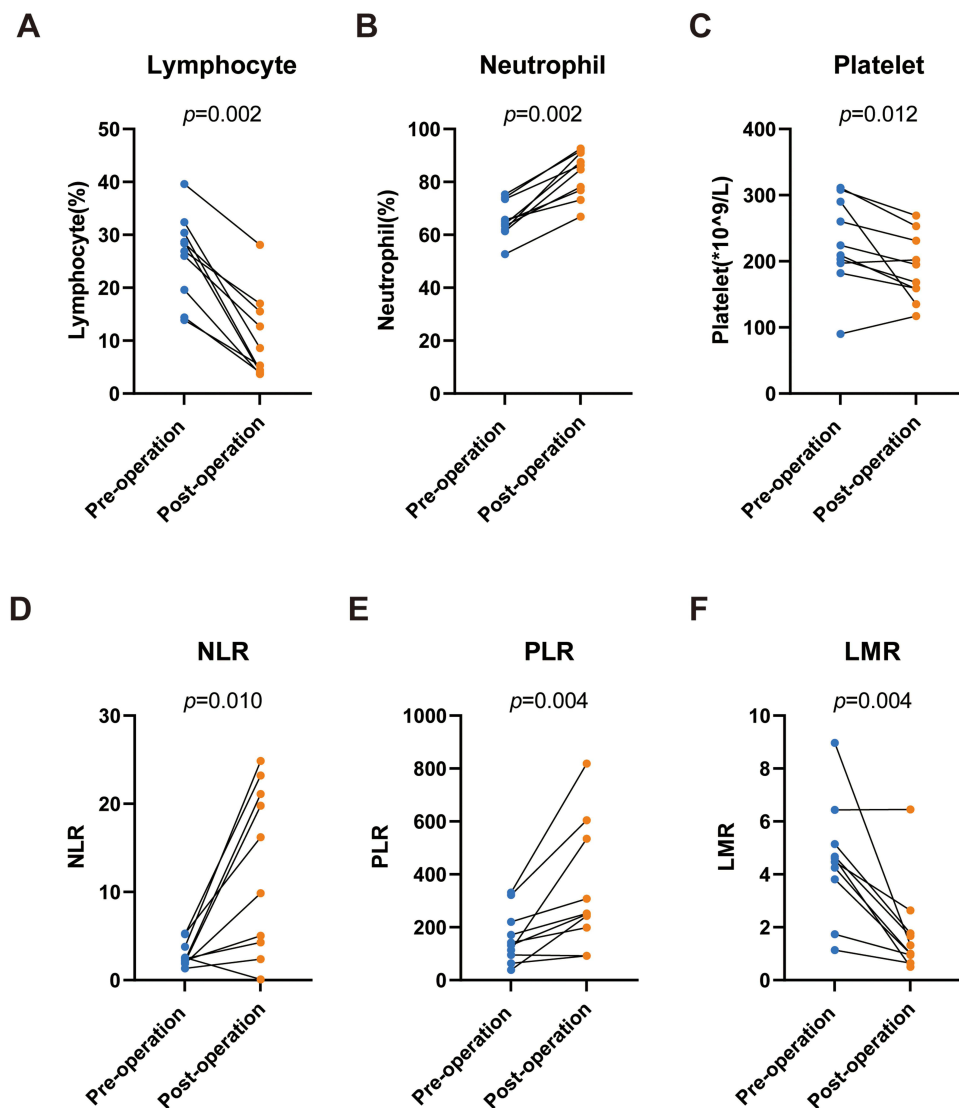 A
Lymphocyte
p=0.002
Lymphocyte(%)
50
40
30
20
10
0
Pre-operation
Post-operation
B
Neutrophil
p=0.002
Neutrophil(%)
100
80
60
40
20
0
Pre-operation
Post-operation
C
Platelet
p=0.012
Platelet(*10^9/L)
400
300
200
100
0
Pre-operation
Post-operation
D
NLR
p=0.010
NLR
30
20
10
0
Pre-operation
Post-operation
E
PLR
p=0.004
PLR
1000
800
600
400
200
0
Pre-operation
Post-operation
F
LMR
p=0.004
LMR
10
8
6
4
2
0
Pre-operation
Post-operation